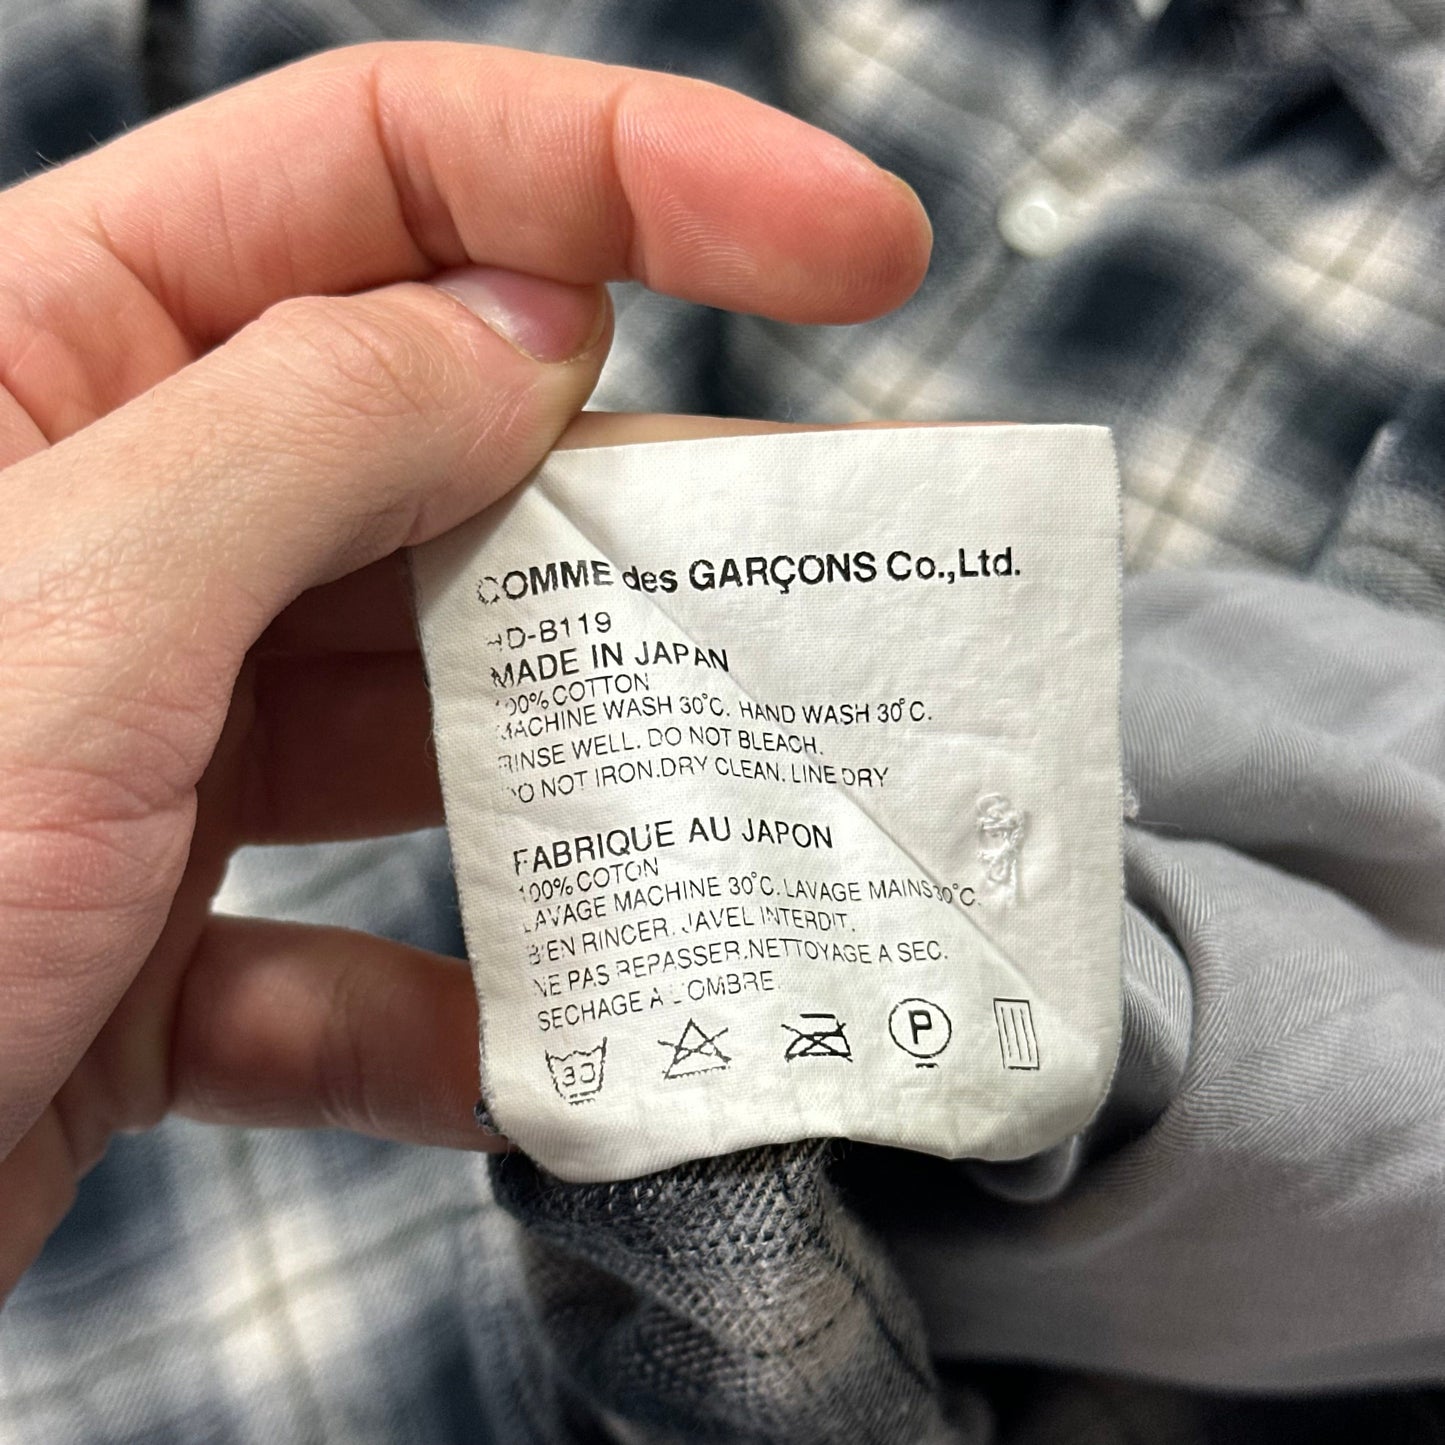 COMME des GARÇONS Co.,Ltd.
HD-B119
MADE IN JAPAN
100% COTTON
MACHINE WASH 30°C. HAND WASH 30°C.
RINSE WELL. DO NOT BLEACH.
DO NOT IRON.DRY CLEAN. LINE DRY
FABRIQUE AU JAPON
100% COTON
LAVAGE MACHINE 30°C. LAVAGE MAINS 30°C.
BIEN RINCER. JAVEL INTERDIT.
NE PAS REPASSER.NETTOYAGE A SEC.
SECHAGE A L'OMBRE.
30 P